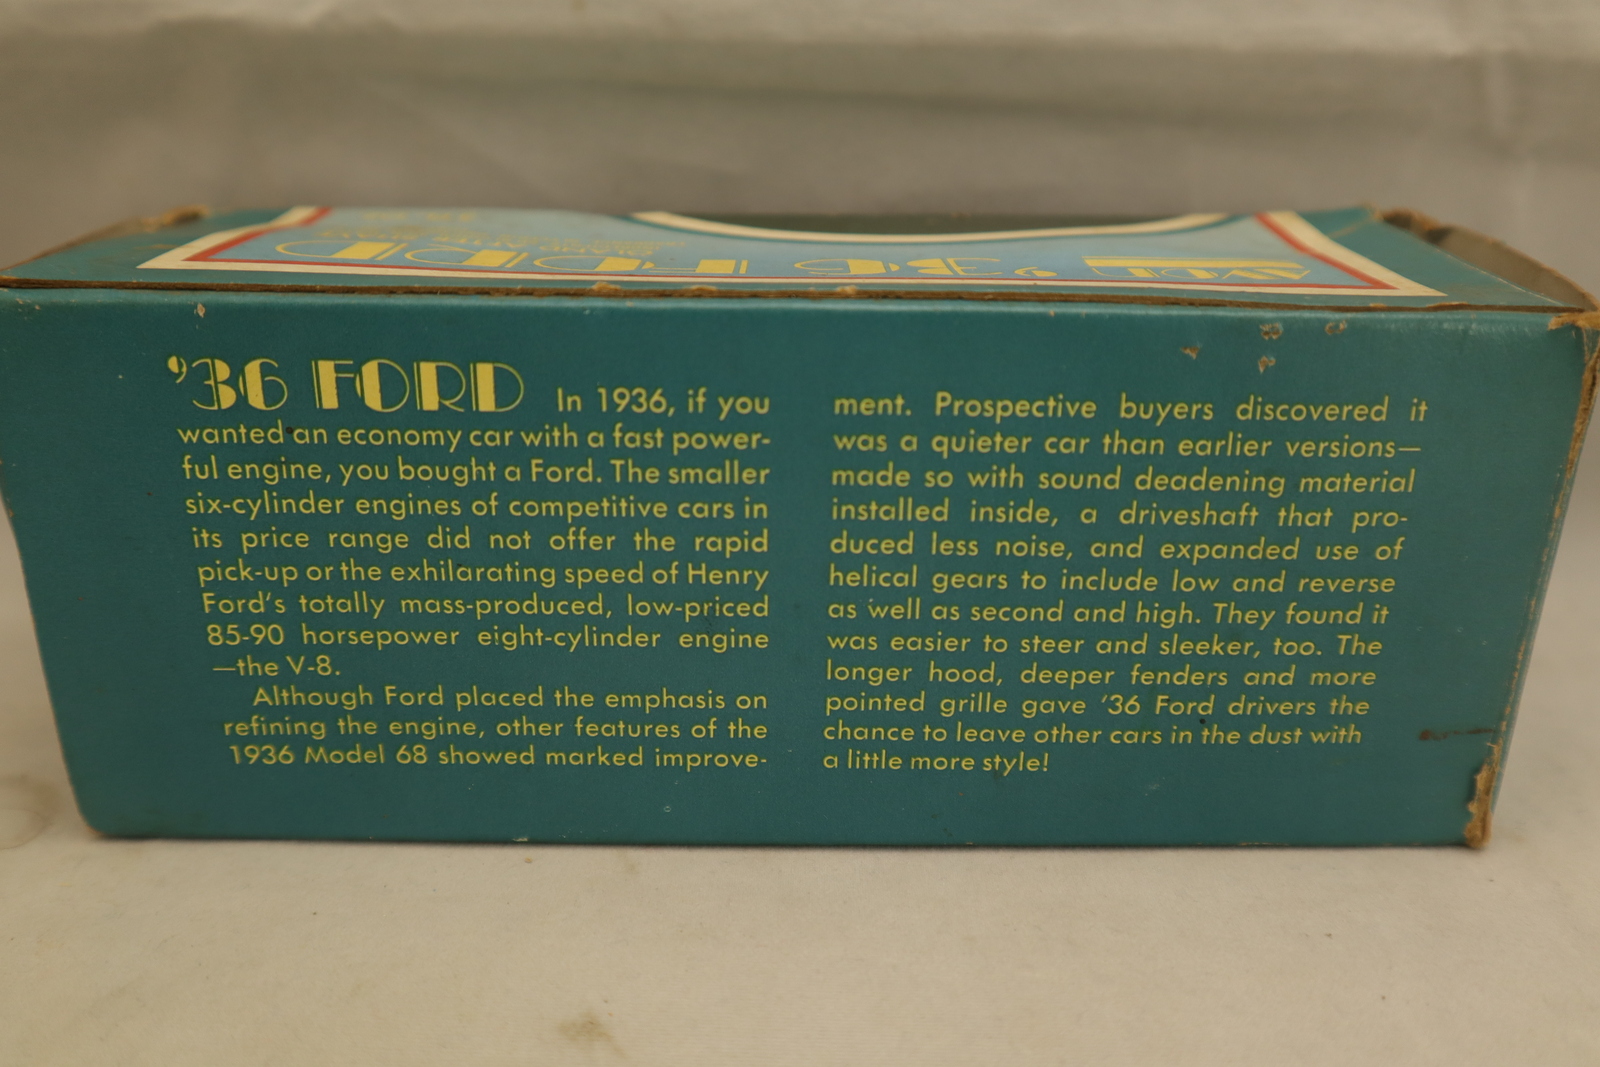 AVON '36 FORD
'36 FORD In 1936, if you
wanted an economy car with a fast power-
ful engine, you bought a Ford. The smaller
six-cylinder engines of competitive cars in
its price range did not offer the rapid
pick-up or the exhilarating speed of Henry
Ford's totally mass-produced, low-priced
85-90 horsepower eight-cylinder engine
—the V-8.
Although Ford placed the emphasis on
refining the engine, other features of the
1936 Model 68 showed marked improve-
ment. Prospective buyers discovered it
was a quieter car than earlier versions—
made so with sound deadening material
installed inside, a driveshaft that pro-
duced less noise, and expanded use of
helical gears to include low and reverse
as well as second and high. They found it
was easier to steer and sleeker, too. The
longer hood, deeper fenders and more
pointed grille gave '36 Ford drivers the
chance to leave other cars in the dust with
a little more style!